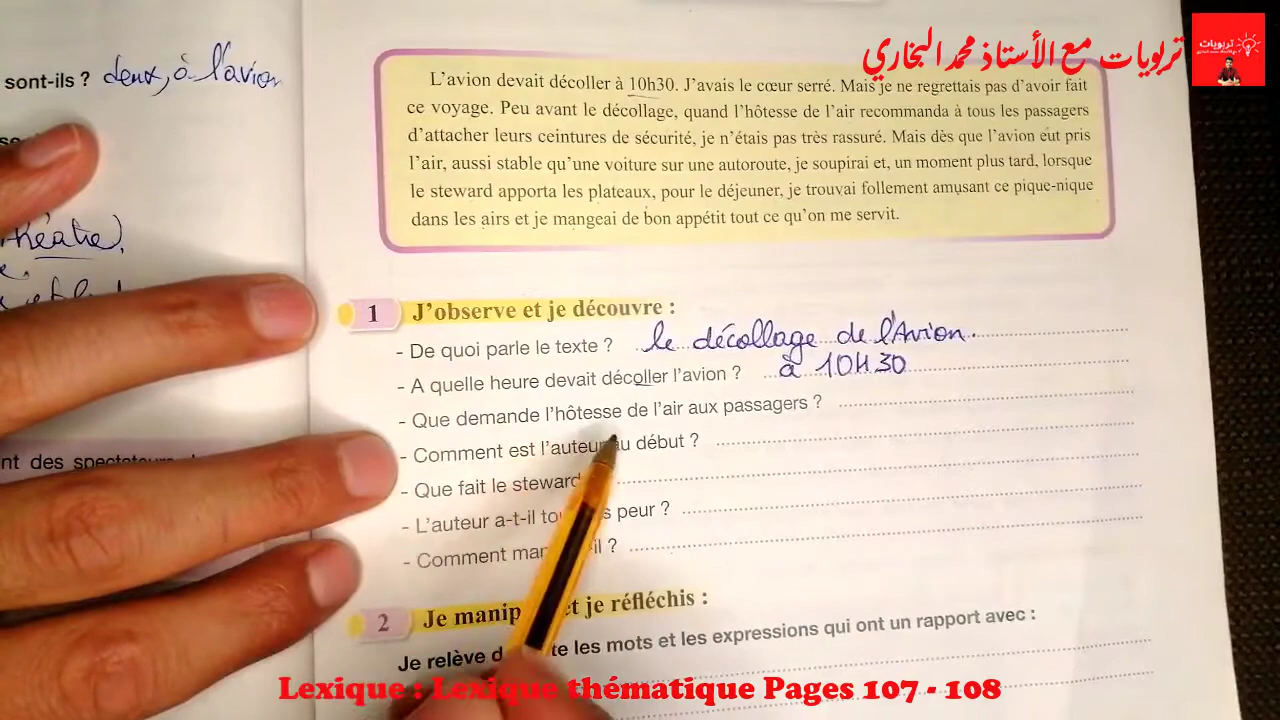 تربويات مع الأستاذ محمد البخاري
تربويات
sont-ils ? deux, à l'avion
L'avion devait décoller à 10h30. J'avais le cœur serré. Mais je ne regrettais pas d'avoir fait
ce voyage. Peu avant le décollage, quand l'hôtesse de l'air recommanda à tous les passagers
d'attacher leurs ceintures de sécurité, je n'étais pas très rassuré. Mais dès que l'avion eut pris
l'air, aussi stable qu'une voiture sur une autoroute, je soupirai et, un moment plus tard, lorsque
le steward apporta les plateaux, pour le déjeuner, je trouvai follement amusant ce pique-nique
dans les airs et je mangeai de bon appétit tout ce qu'on me servit.
théatre,
nt des spectateurs
1 J'observe et je découvre :
- De quoi parle le texte ? le décollage de l'Avion.
- A quelle heure devait décoller l'avion ? à 10H30
- Que demande l'hôtesse de l'air aux passagers ?
- Comment est l'auteur au début ?
- Que fait le steward
- L'auteur a-t-il peur ?
- Comment il ?
2 Je manip et je réfléchis :
Je relève les mots et les expressions qui ont un rapport avec :
Lexique : Lexique thématique Pages 107 - 108